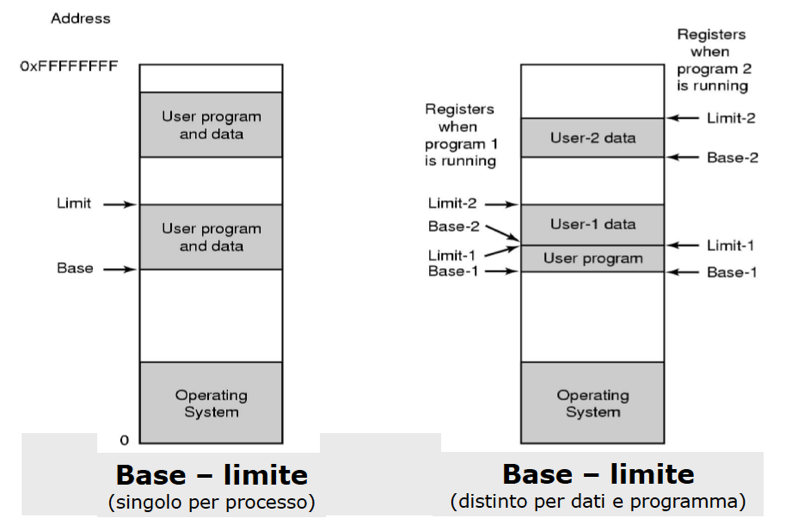 Address
0xFFFFFFFF
User program
and data
Limit
User program
and data
Base
Operating
System
0
Base – limite
(singolo per processo)
Registers
when
program 1
is running
Registers
when
program 2
is running
Limit-2
User-2 data
Base-2
Limit-2
User-1 data
Base-2
Limit-1
Limit-1
User program
Base-1
Base-1
Operating
System
Base – limite
(distinto per dati e programma)